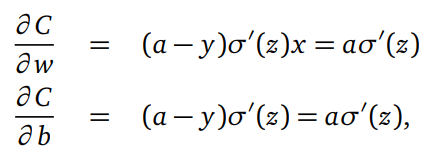 ∂C/∂w = (a − y)σ′(z)x = aσ′(z)
∂C/∂b = (a − y)σ′(z) = aσ′(z),